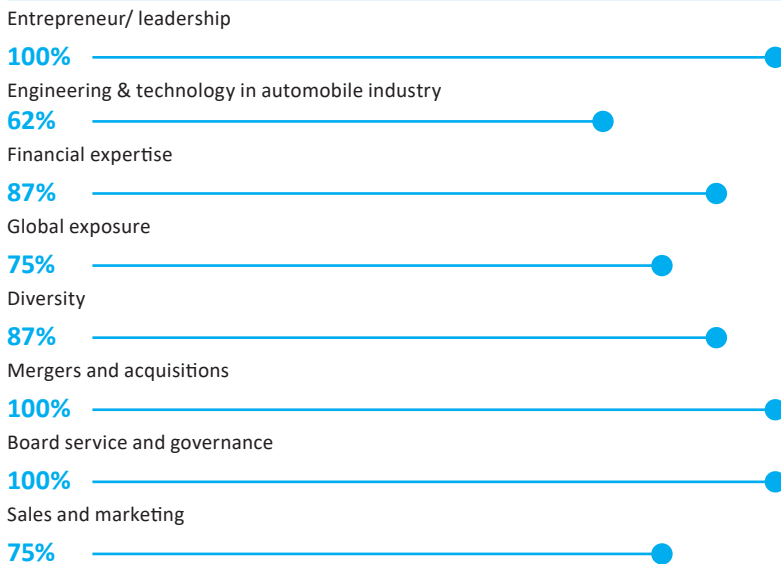 Entrepreneur/ leadership
100%
Engineering & technology in automobile industry
62%
Financial expertise
87%
Global exposure
75%
Diversity
87%
Mergers and acquisitions
100%
Board service and governance
100%
Sales and marketing
75%